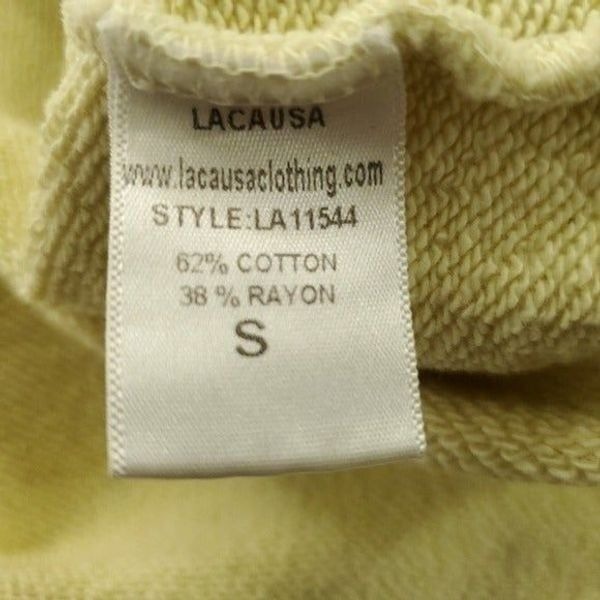 LACAUSA
www.lacausaclothing.com
STYLE:LA11544
62% COTTON
38 % RAYON
S